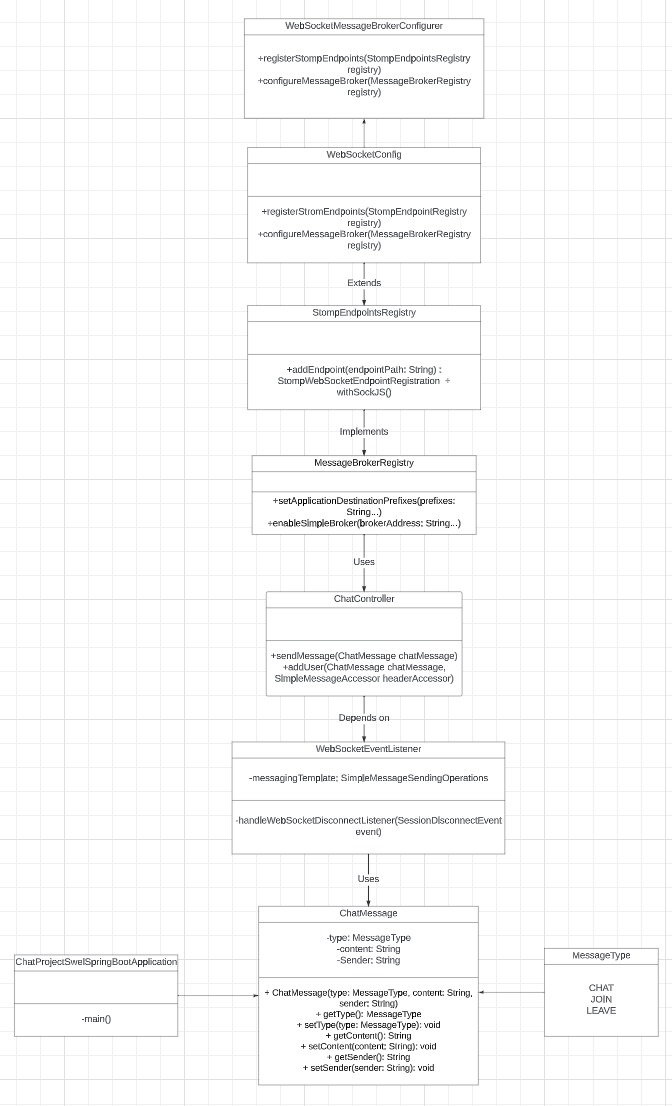 WebSocketMessageBrokerConfigurer
+registerStompEndpoints(StompEndpointsRegistry
registry)
+configureMessageBroker(MessageBrokerRegistry
registry)
WebSocketConfig
+registerStromEndpoints(StompEndpointRegistry
registry)
+configureMessageBroker(MessageBrokerRegistry
registry)
Extends
StompEndpointsRegistry
+addEndpoint(endpointPath: String) :
StompWebSocketEndpointRegistration +
withSockJS()
Implements
MessageBrokerRegistry
+setApplicationDestinationPrefixes(prefixes:
String...)
+enableSimpleBroker(brokerAddress: String...)
Uses
ChatController
+sendMessage(ChatMessage chatMessage)
+addUser(ChatMessage chatMessage,
SimpleMessageAccessor headerAccessor)
Depends on
WebSocketEventListener
-messagingTemplate; SimpleMessageSendingOperations
-handleWebSocketDisconnectListener(SessionDisconnectEvent
event)
Uses
ChatMessage
-type: MessageType
-content: String
-Sender: String
+ ChatMessage(type: MessageType, content: String,
sender: String)
+ getType(): MessageType
+ setType(type: MessageType): void
+ getContent(): String
+ setContent(content: String): void
+ getSender(): String
+ setSender(sender: String): void
ChatProjectSwelSpringBootApplication
-main()
MessageType
CHAT
JOIN
LEAVE